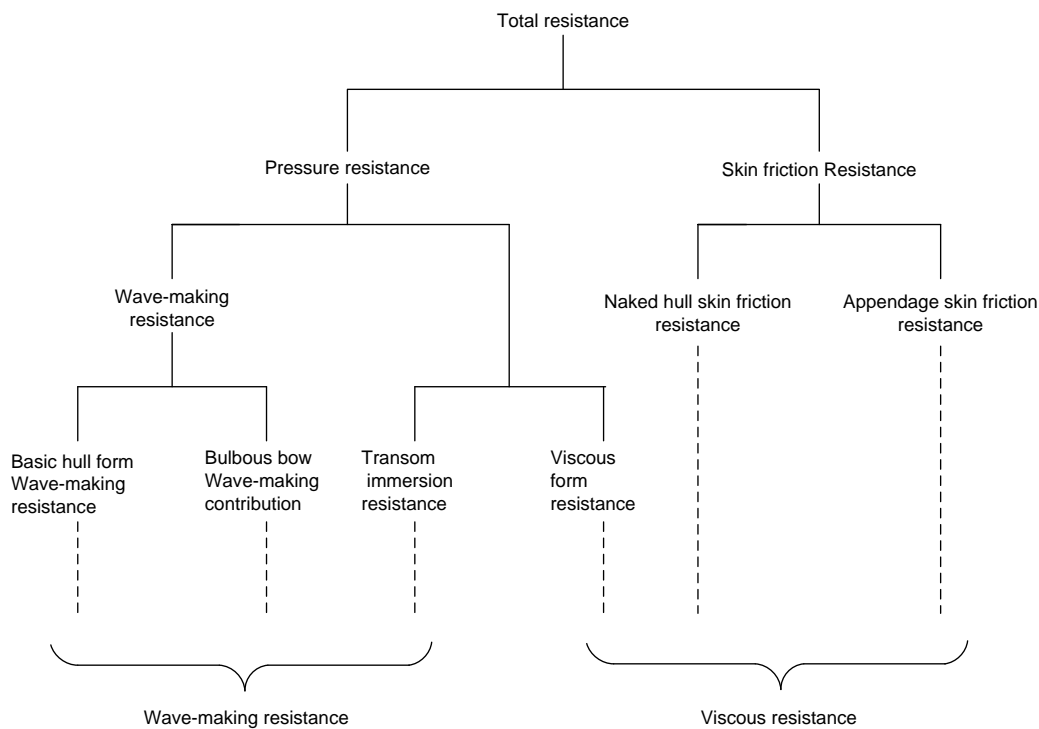 Total resistance
Pressure resistance
Skin friction Resistance
Wave-making
resistance
Naked hull skin friction
resistance
Appendage skin friction
resistance
Basic hull form
Wave-making
resistance
Bulbous bow
Wave-making
contribution
Transom
immersion
resistance
Viscous
form
resistance
Wave-making resistance
Viscous resistance